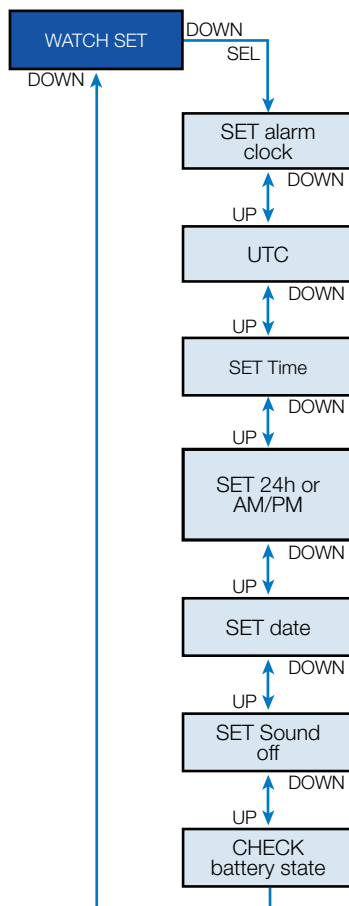 WATCH SET
DOWN
SEL
DOWN
SET alarm
clock
DOWN
UP
UTC
DOWN
UP
SET Time
DOWN
UP
SET 24h or
AM/PM
DOWN
UP
SET date
DOWN
UP
SET Sound
off
DOWN
UP
CHECK
battery state